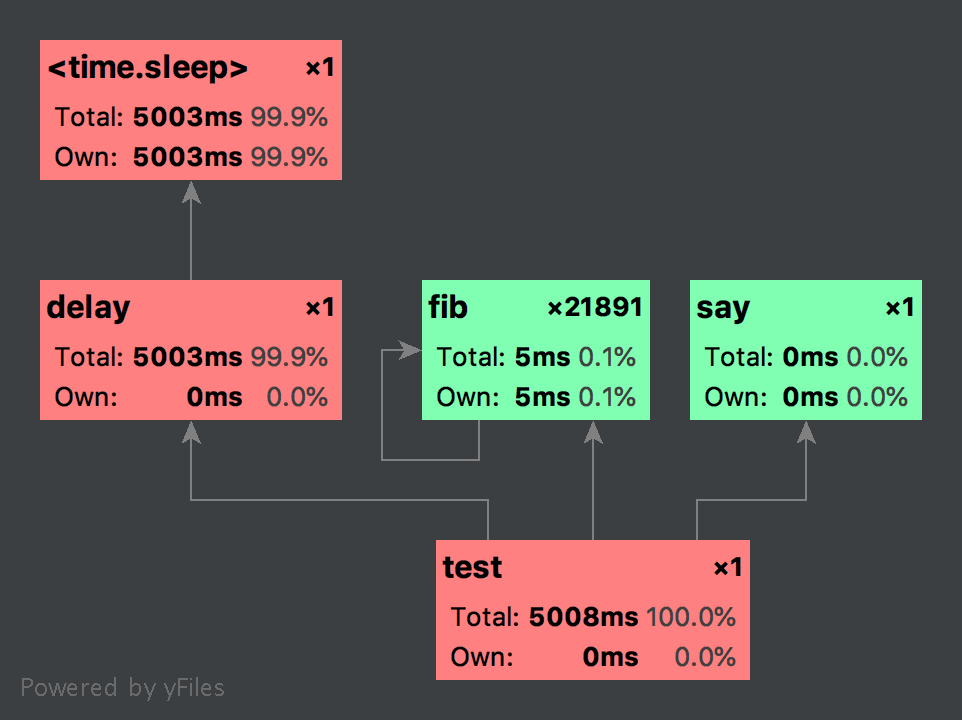 <time.sleep> ×1
Total: 5003ms 99.9%
Own: 5003ms 99.9%
delay ×1
Total: 5003ms 99.9%
Own: 0ms 0.0%
fib ×21891
Total: 5ms 0.1%
Own: 5ms 0.1%
say ×1
Total: 0ms 0.0%
Own: 0ms 0.0%
test ×1
Total: 5008ms 100.0%
Own: 0ms 0.0%
Powered by yFiles